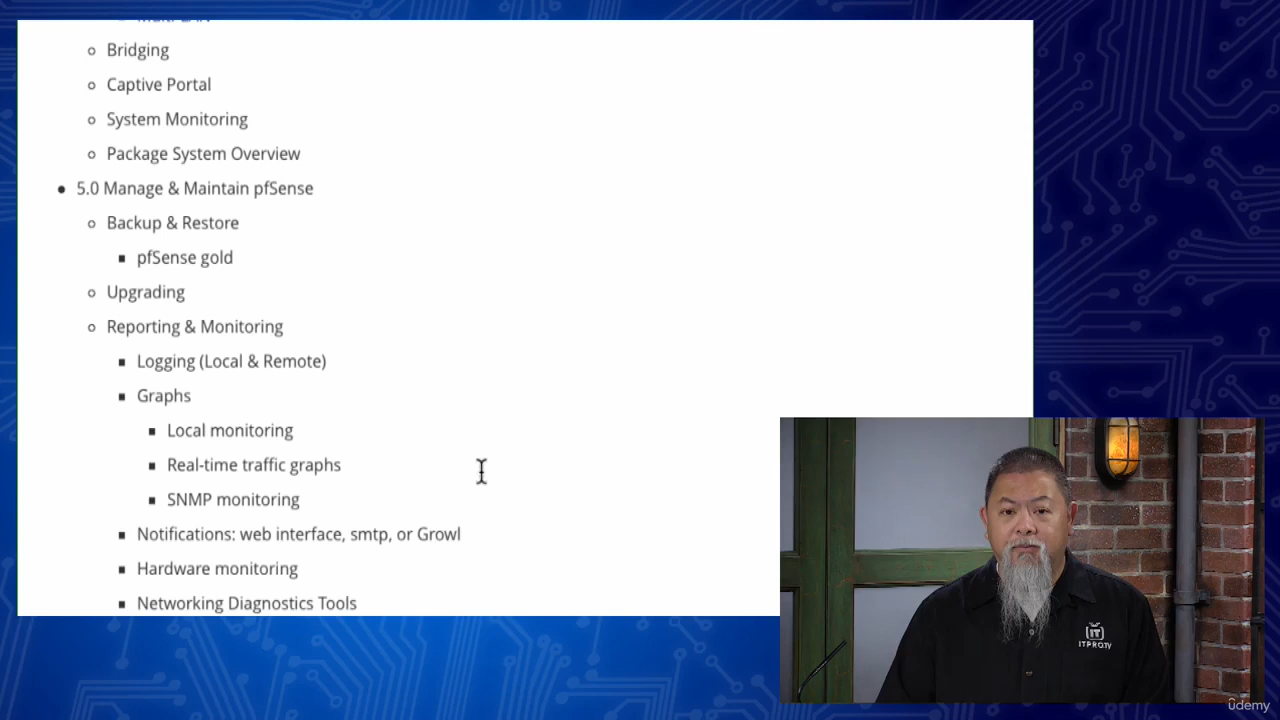 Bridging
Captive Portal
System Monitoring
Package System Overview
5.0 Manage & Maintain pfSense
Backup & Restore
pfSense gold
Upgrading
Reporting & Monitoring
Logging (Local & Remote)
Graphs
Local monitoring
Real-time traffic graphs
SNMP monitoring
Notifications: web interface, smtp, or Growl
Hardware monitoring
Networking Diagnostics Tools
IT
ITPRO.TV
ûdemy